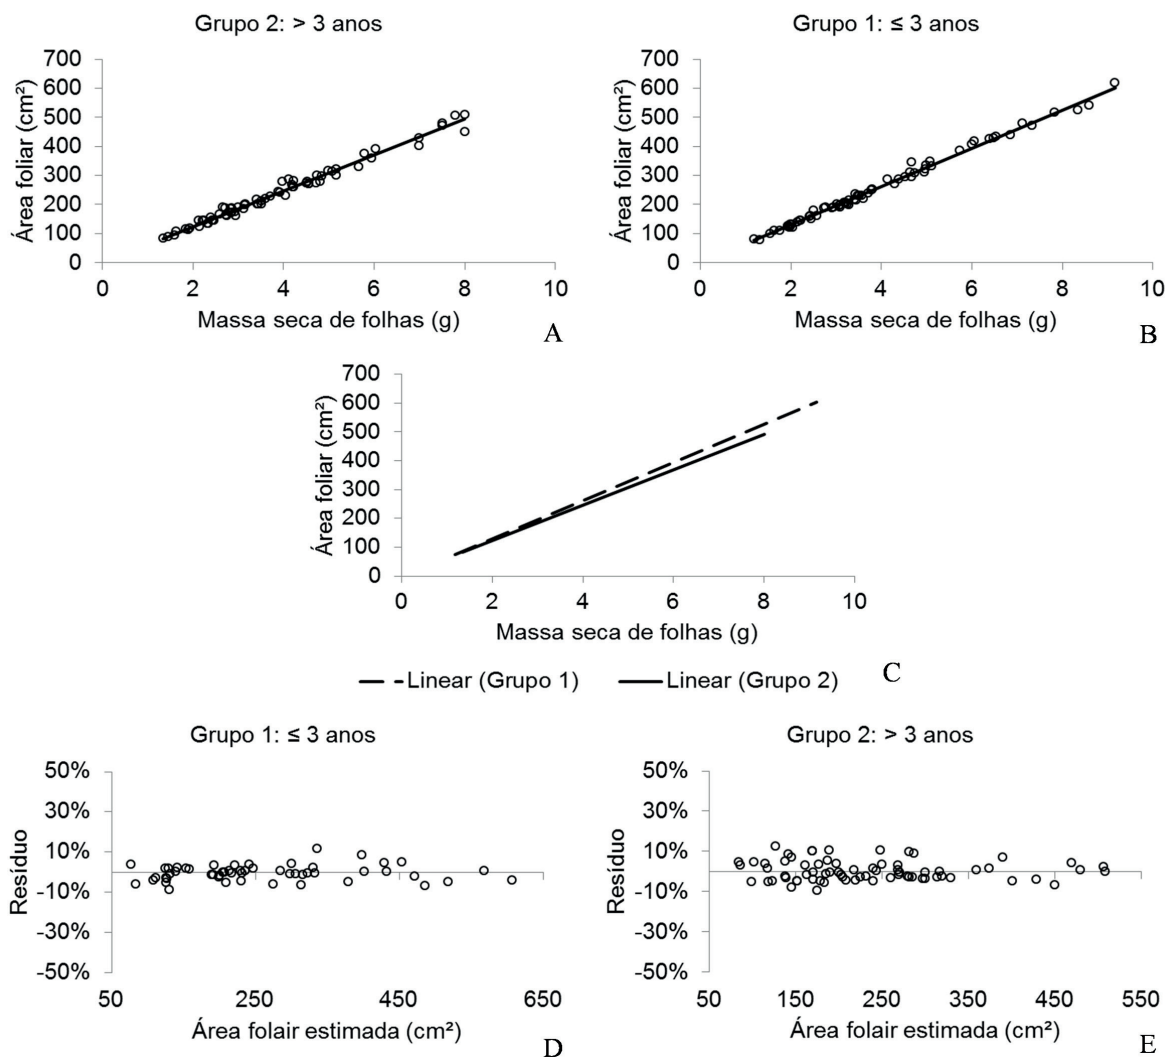 Grupo 2: > 3 anos
Área foliar (cm²)
700
600
500
400
300
200
100
0
0 2 4 6 8 10
Massa seca de folhas (g)
A
Grupo 1: ≤ 3 anos
Área foliar (cm²)
700
600
500
400
300
200
100
0
0 2 4 6 8 10
Massa seca de folhas (g)
B
Área foliar (cm²)
700
600
500
400
300
200
100
0
0 2 4 6 8 10
Massa seca de folhas (g)
Linear (Grupo 1) Linear (Grupo 2)
C
Grupo 1: ≤ 3 anos
Resíduo
50%
30%
10%
-10%
-30%
-50%
50 250 450 650
Área folair estimada (cm²)
D
Grupo 2: > 3 anos
Resíduo
50%
30%
10%
-10%
-30%
-50%
50 150 250 350 450 550
Área folair estimada (cm²)
E